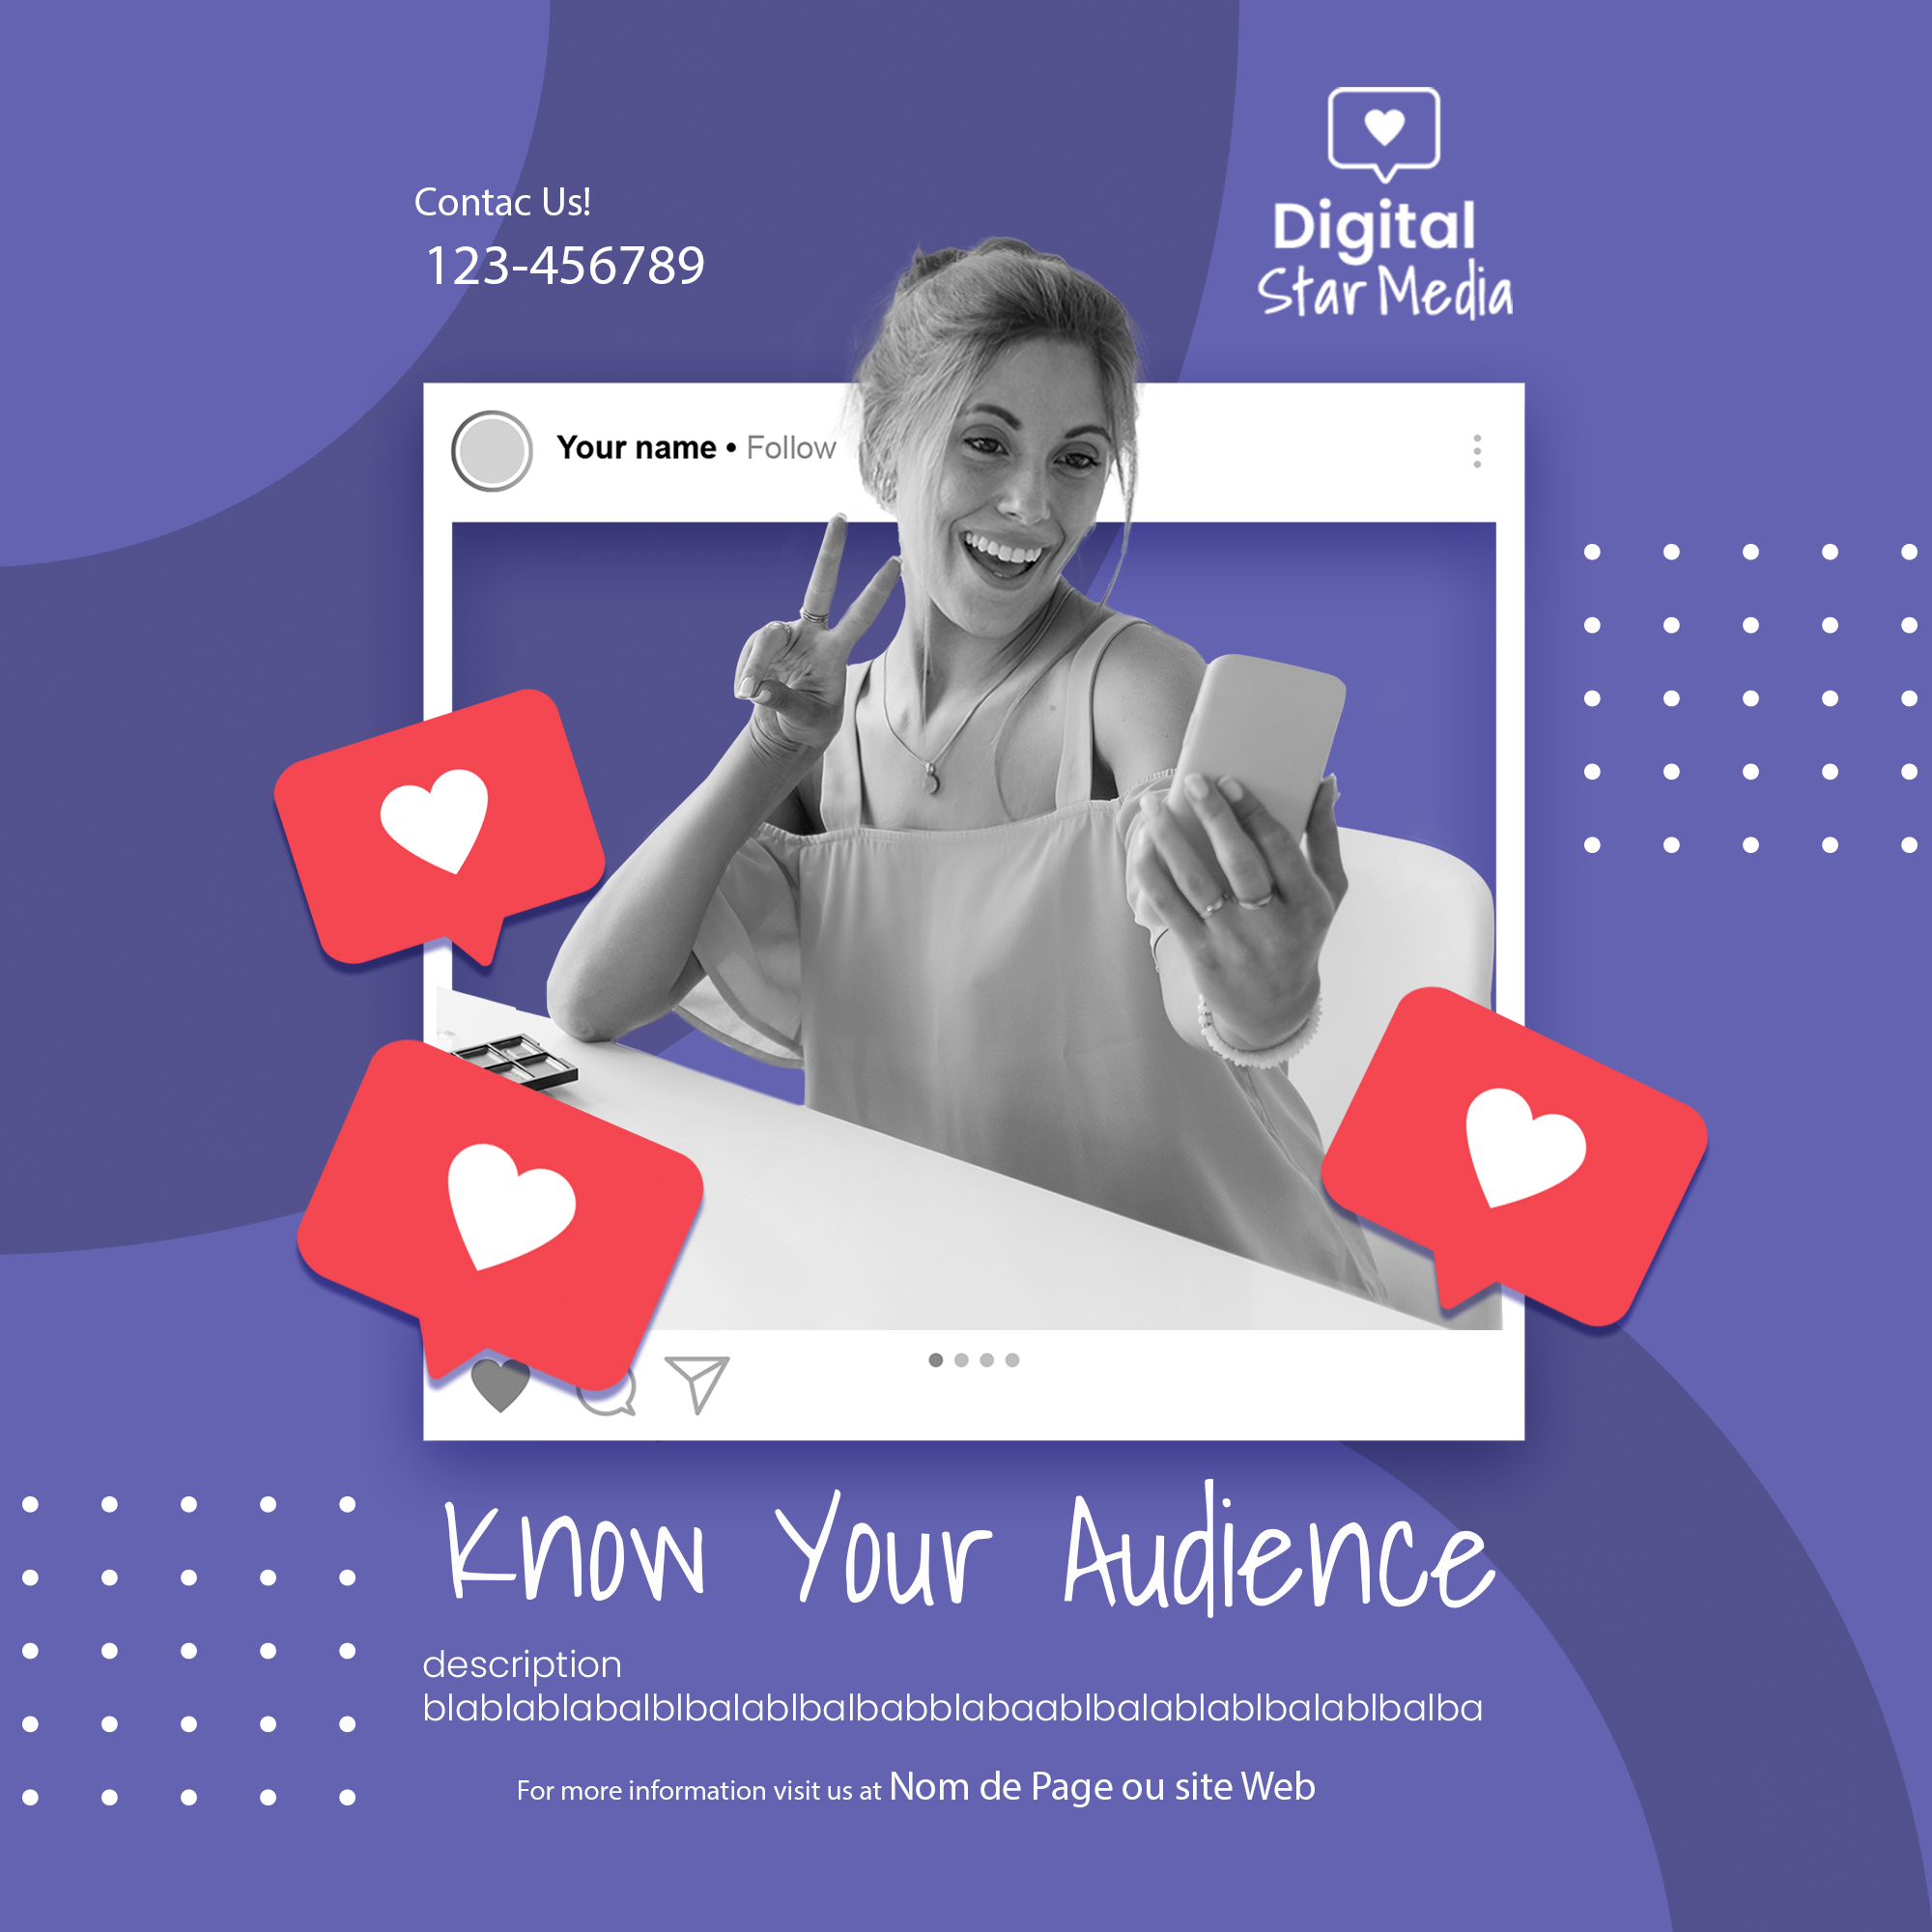 Contac Us!
123-456789
Digital
Star Media
Your name • Follow
Know Your Audience
description
blablablabalblbalablbalbabblabaablbalablablbalablbalba
For more information visit us at Nom de Page ou site Web